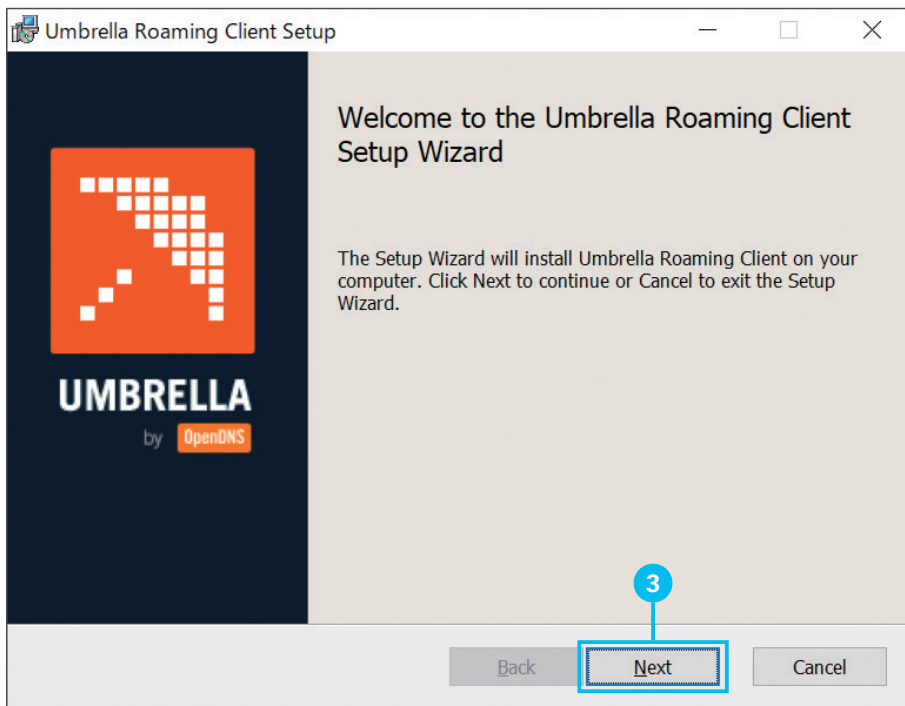 Umbrella Roaming Client Setup
Welcome to the Umbrella Roaming Client
Setup Wizard
The Setup Wizard will install Umbrella Roaming Client on your
computer. Click Next to continue or Cancel to exit the Setup
Wizard.
UMBRELLA
by OpenDNS
3
Back Next Cancel